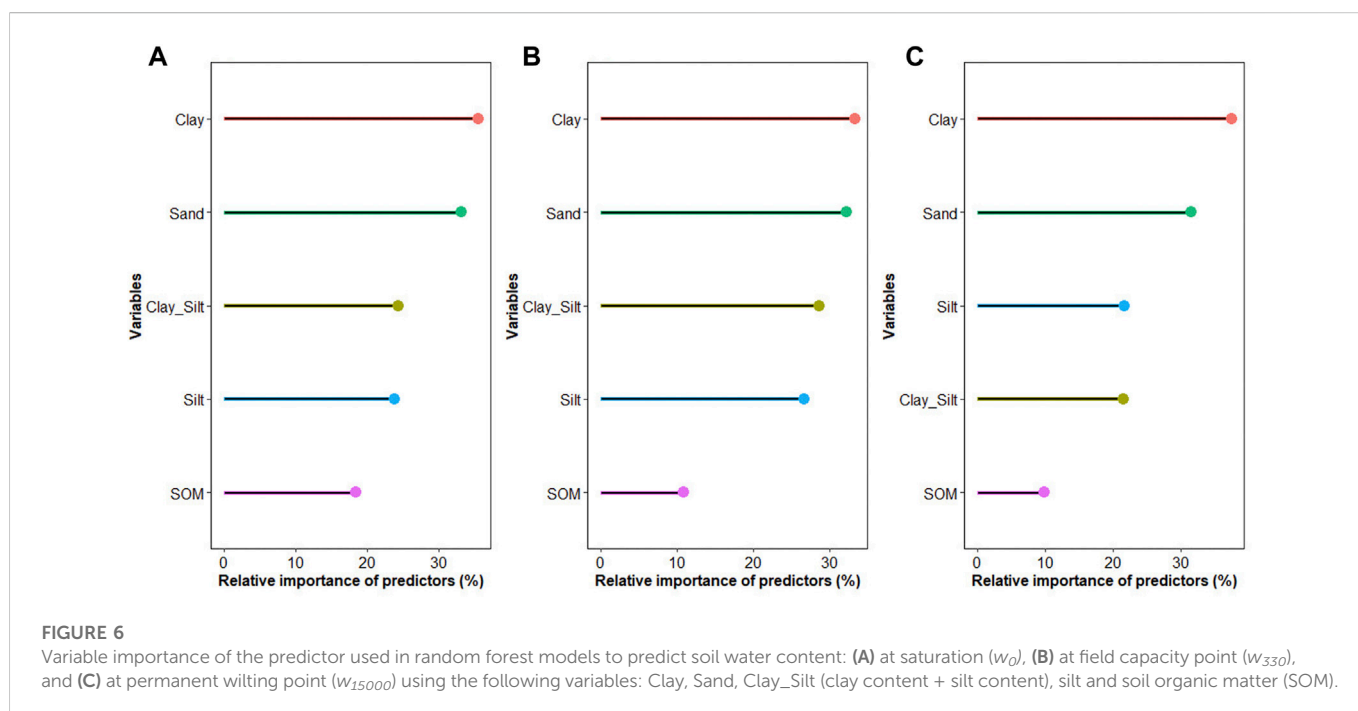 A
B
C
Clay
Sand
Clay_Silt
Silt
SOM
Variables
0 10 20 30
Relative importance of predictors (%)
Clay
Sand
Clay_Silt
Silt
SOM
Variables
0 10 20 30
Relative importance of predictors (%)
Clay
Sand
Silt
Clay_Silt
SOM
Variables
0 10 20 30
Relative importance of predictors (%)
FIGURE 6
Variable importance of the predictor used in random forest models to predict soil water content: (A) at saturation (w0), (B) at field capacity point (w330),
and (C) at permanent wilting point (w15000) using the following variables: Clay, Sand, Clay_Silt (clay content + silt content), silt and soil organic matter (SOM).